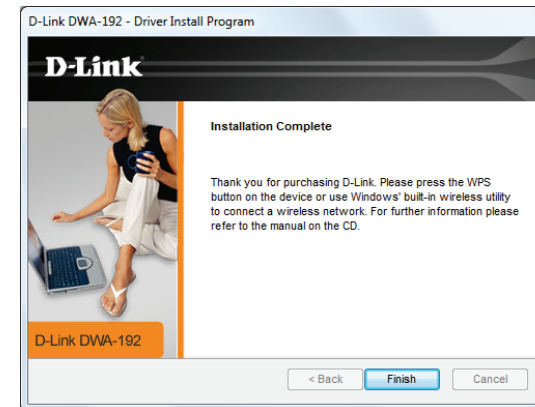 D-Link DWA-192 - Driver Install Program
D-Link
Installation Complete
Thank you for purchasing D-Link. Please press the WPS
button on the device or use Windows' built-in wireless utility
to connect a wireless network. For further information please
refer to the manual on the CD.
D-Link DWA-192
< Back
Finish
Cancel